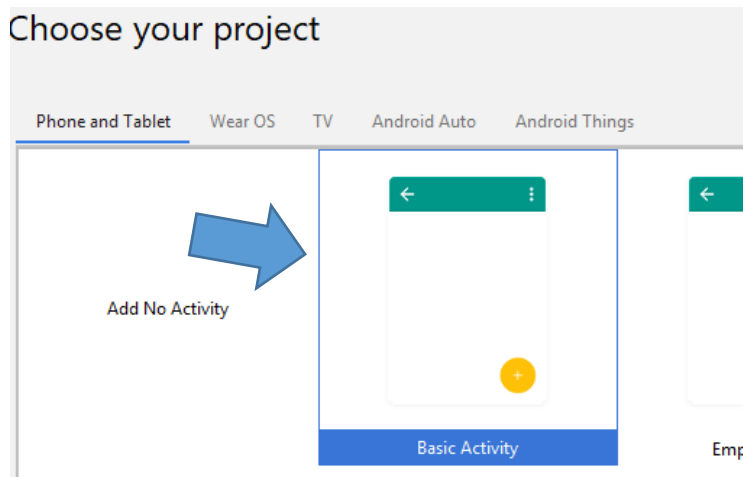 Choose your project
Phone and Tablet Wear OS TV Android Auto Android Things
Add No Activity
Basic Activity